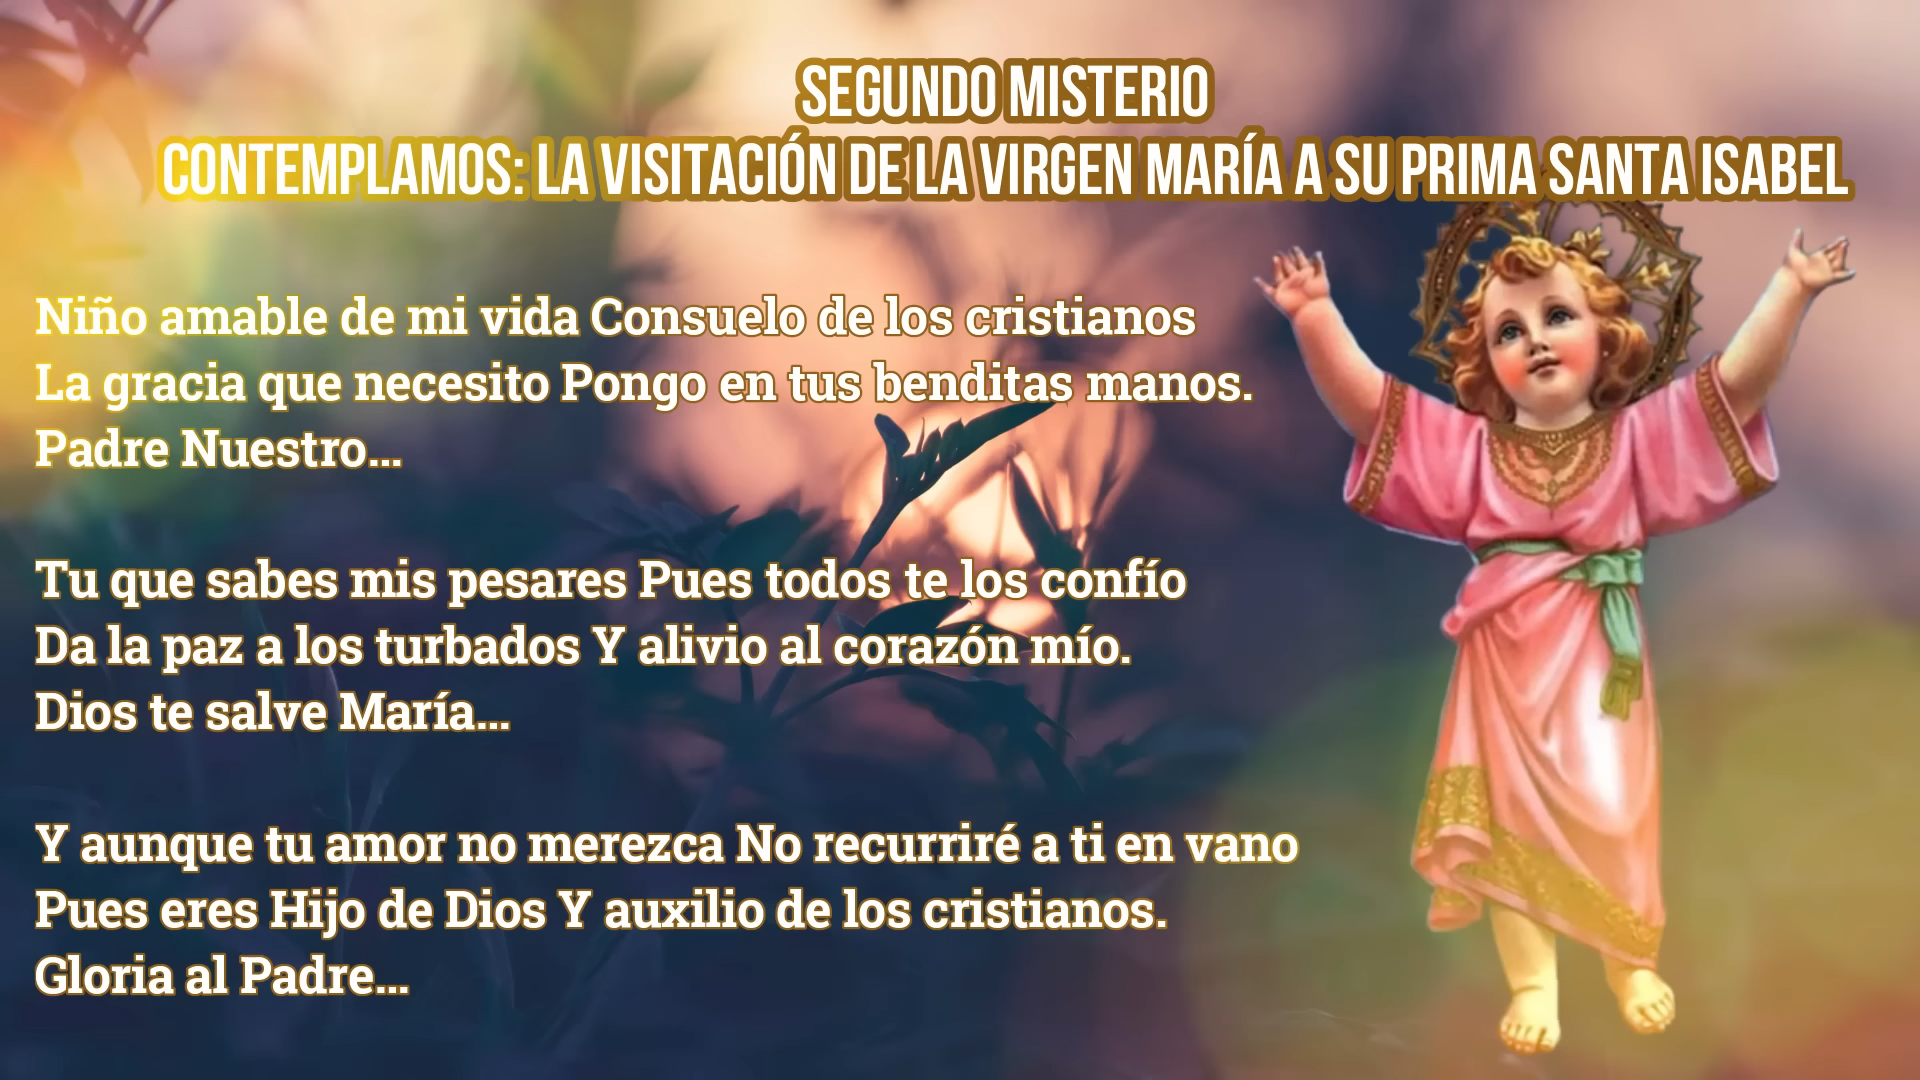 SEGUNDO MISTERIO
CONTEMPLAMOS: LA VISITACIÓN DE LA VIRGEN MARÍA A SU PRIMA SANTA ISABEL
Niño amable de mi vida Consuelo de los cristianos
La gracia que necesito Pongo en tus benditas manos.
Padre Nuestro...
Tu que sabes mis pesares Pues todos te los confío
Da la paz a los turbados Y alivio al corazón mío.
Dios te salve María...
Y aunque tu amor no merezca No recurriré a ti en vano
Pues eres Hijo de Dios Y auxilio de los cristianos.
Gloria al Padre...